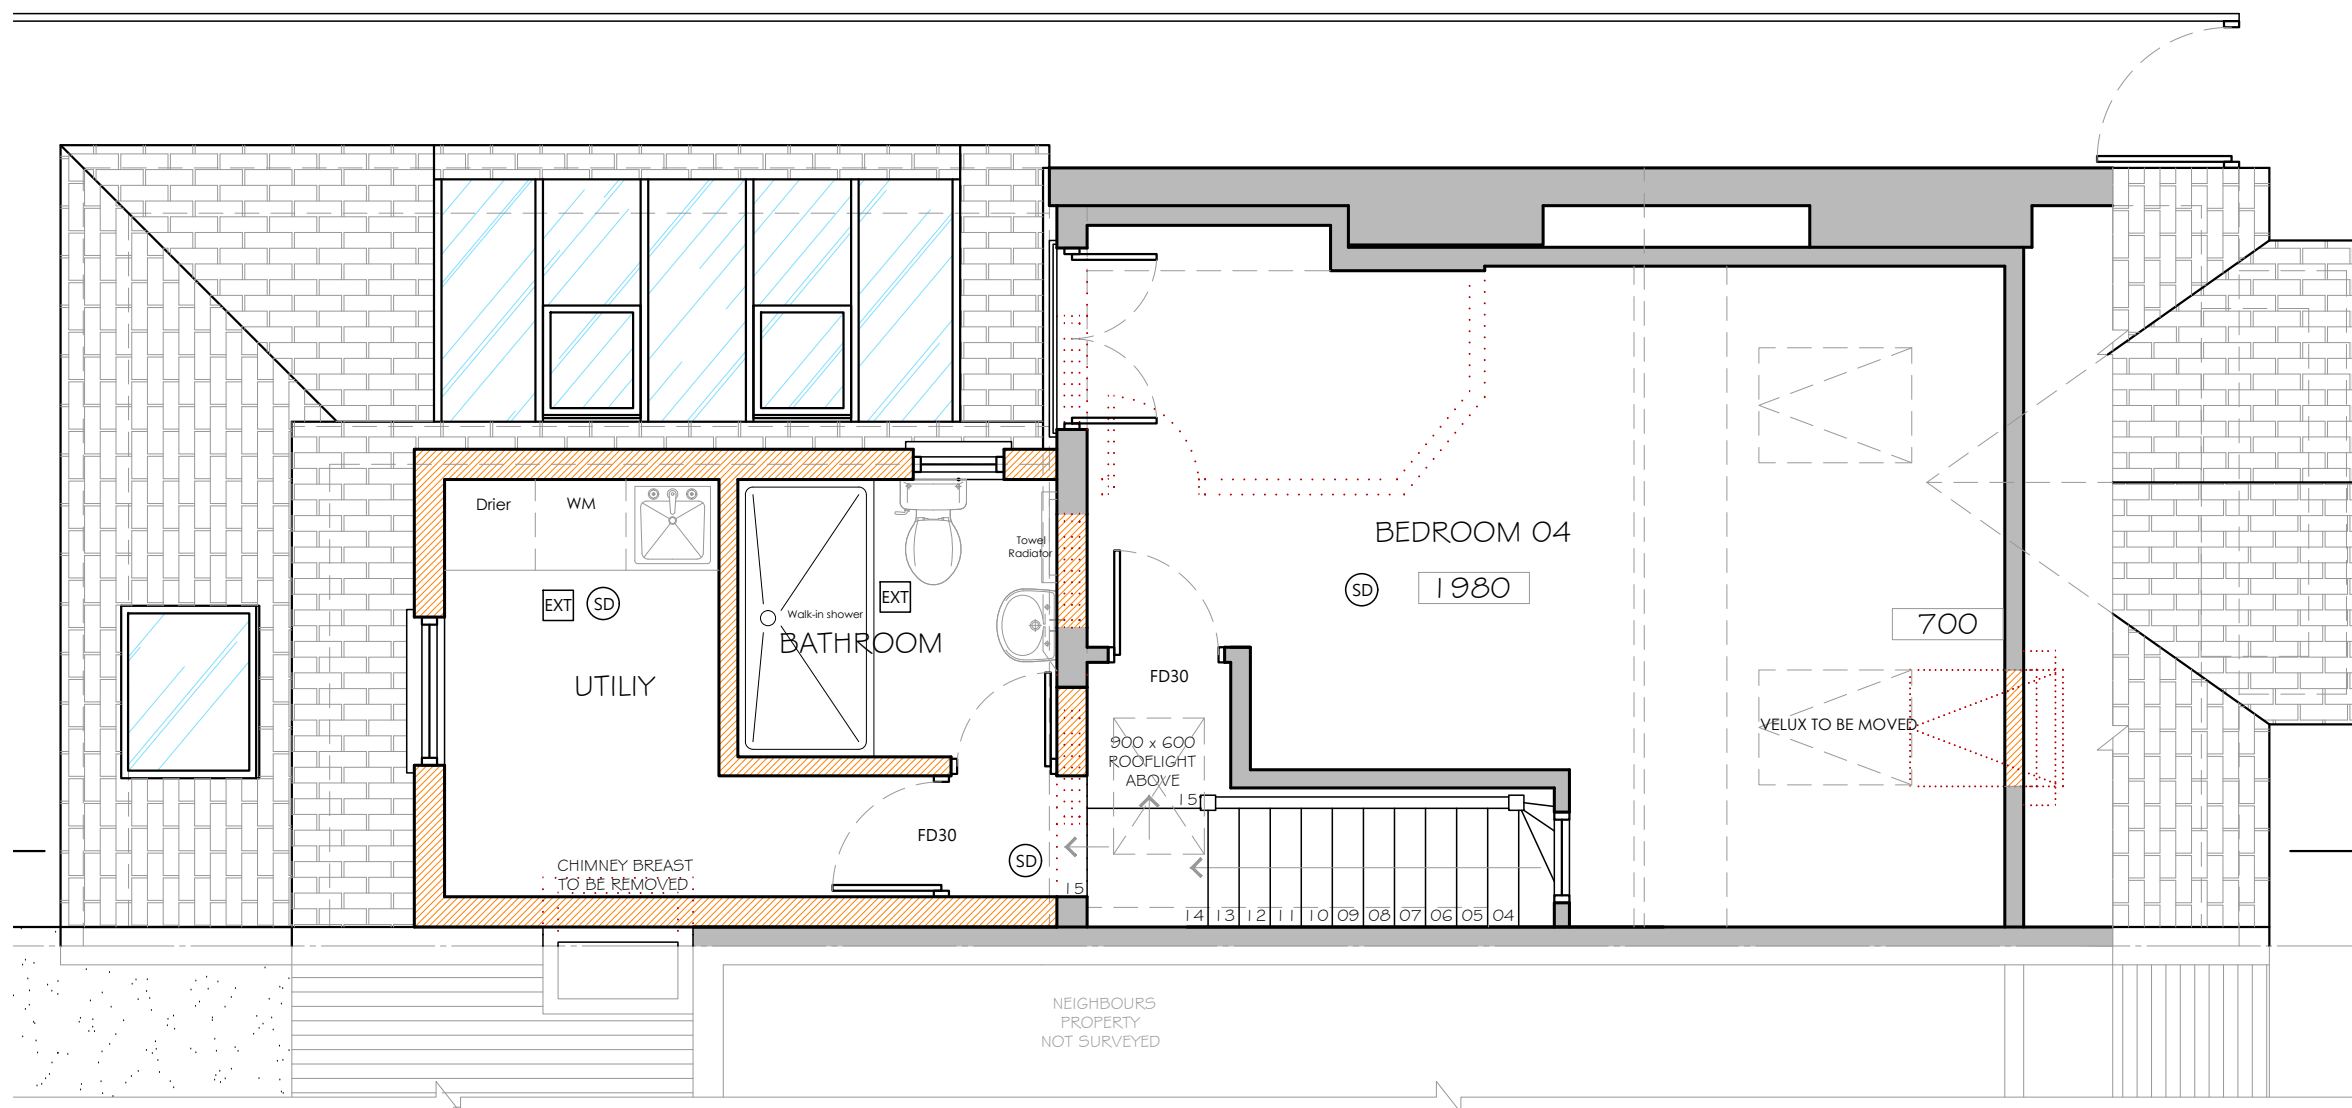 Drier
WM
Towel
Radiator
BEDROOM 04
EXT
SD
EXT
SD
1980
Walk-in shower
BATHROOM
700
UTILIY
FD30
VELUX TO BE MOVED
900 x 600
ROOFLIGHT
ABOVE
15
FD30
SD
CHIMNEY BREAST
TO BE REMOVED
15
14 13 12 11 10 09 08 07 06 05 04
NEIGHBOURS
PROPERTY
NOT SURVEYED